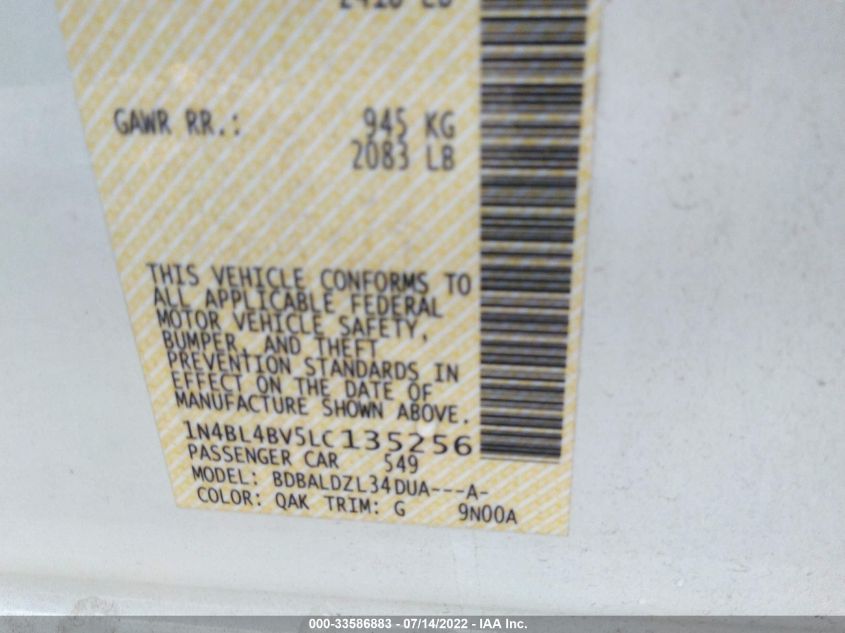 GAWR RR.: 945 KG
2083 LB
THIS VEHICLE CONFORMS TO
ALL APPLICABLE FEDERAL
MOTOR VEHICLE SAFETY,
BUMPER, AND THEFT
PREVENTION STANDARDS IN
EFFECT ON THE DATE OF
MANUFACTURE SHOWN ABOVE.
1N4BL4BV5LC135256
PASSENGER CAR 549
MODEL: BDBALDZL34DUA---A-
COLOR: QAK TRIM: G 9N00A
000-33586883 - 07/14/2022 - IAA Inc.